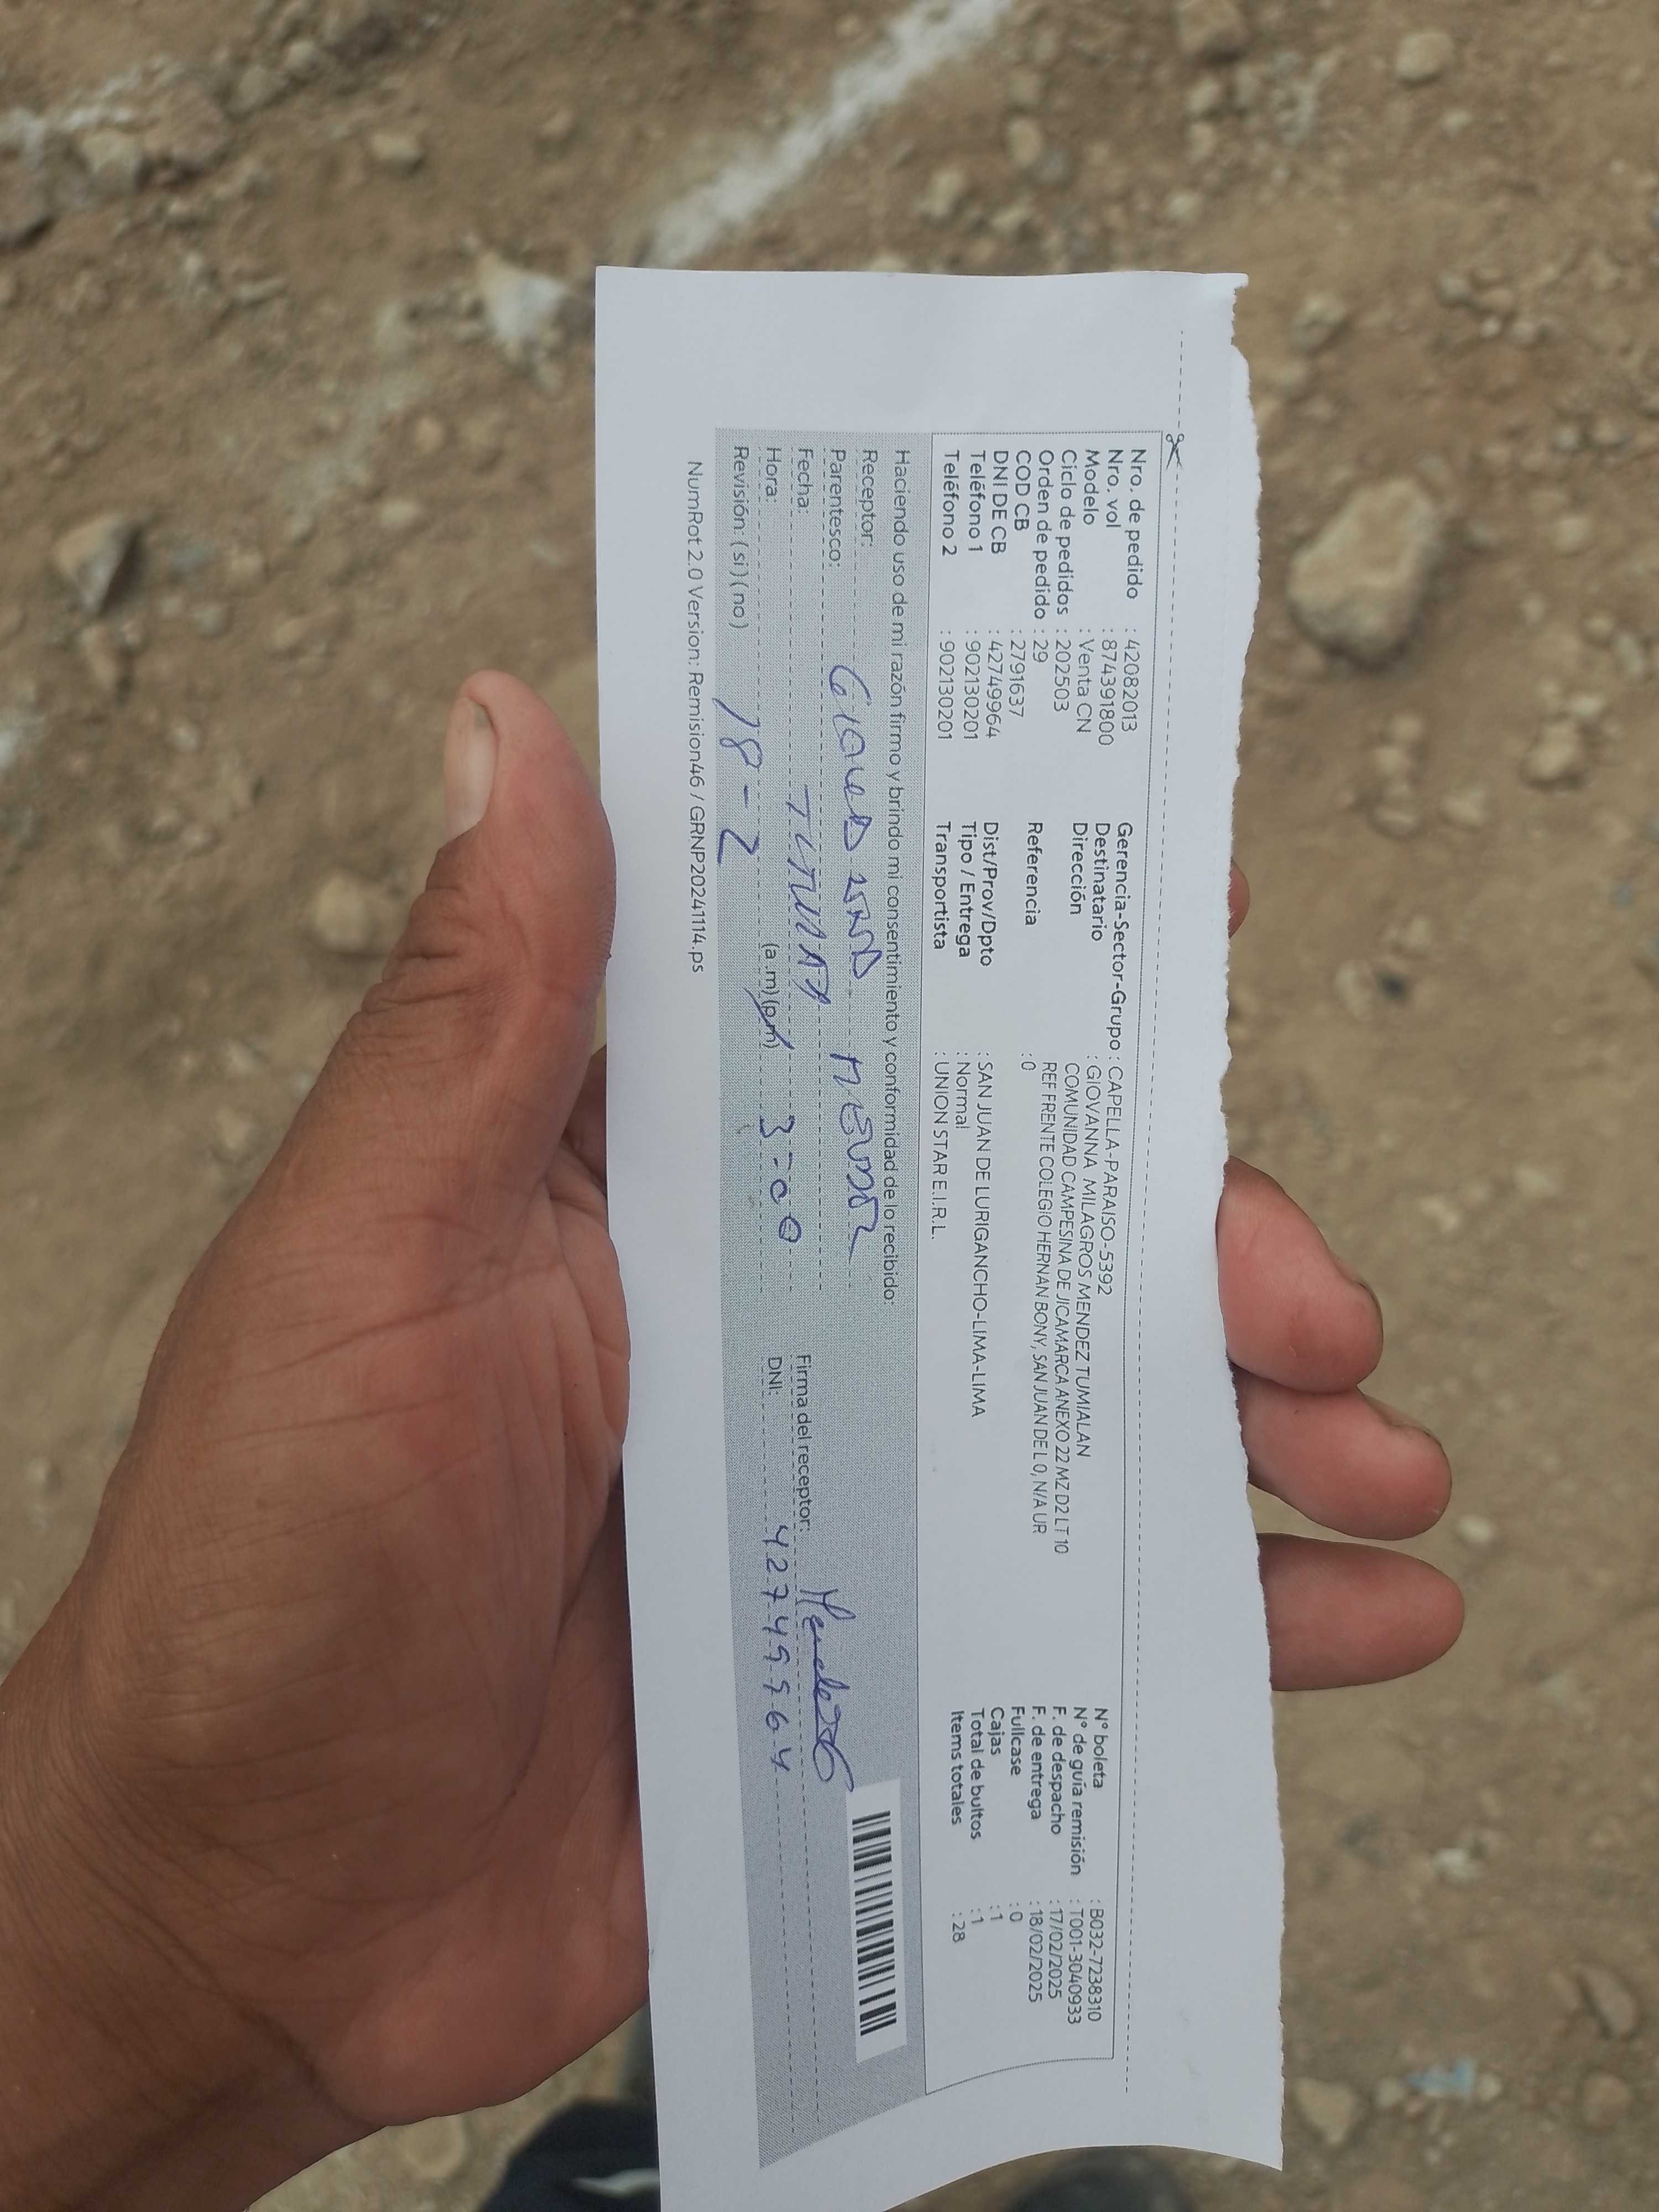 Nro. de pedido : 42082013
Nro. vol : 874391800
Modelo : Venta CN
Ciclo de pedidos : 202503
Orden de pedido : 29
COD CB : 2791637
DNI DE CB : 42749964
Teléfono 1 : 902130201
Teléfono 2 : 902130201
Gerencia-Sector-Grupo : CAPELLA-PARAISO-5392
Destinatario : GIOVANNA MILAGROS MENDEZ TUMIALAN
Dirección COMUNIDAD CAMPESINA DE JICAMARCA ANEXO 22 MZ D2 LT 10
REF FRENTE COLEGIO HERNAN BONY, SAN JUAN DE L 0, N/A UR
Referencia : 0
Dist/Prov/Dpto : SAN JUAN DE LURIGANCHO-LIMA-LIMA
Tipo / Entrega : Normal
Transportista : UNION STAR E.I.R.L.
N° boleta : B032-7238310
N° de guía remisión : T001-3040933
F. de despacho : 17/02/2025
F. de entrega : 18/02/2025
Fullcase : 0
Cajas : 1
Total de bultos : 1
Items totales : 28
Haciendo uso de mi razón firmo y brindo mi consentimiento y conformidad de lo recibido:
Receptor:
Parentesco: TITULAR
Fecha: 18-2
Hora: (a.m) (p.m) 3-00
Revisión: ( si ) ( no )
Firma del receptor:
DNI: 42749964
NumRot 2.0 Version: Remision46 / GRNP20241114.ps